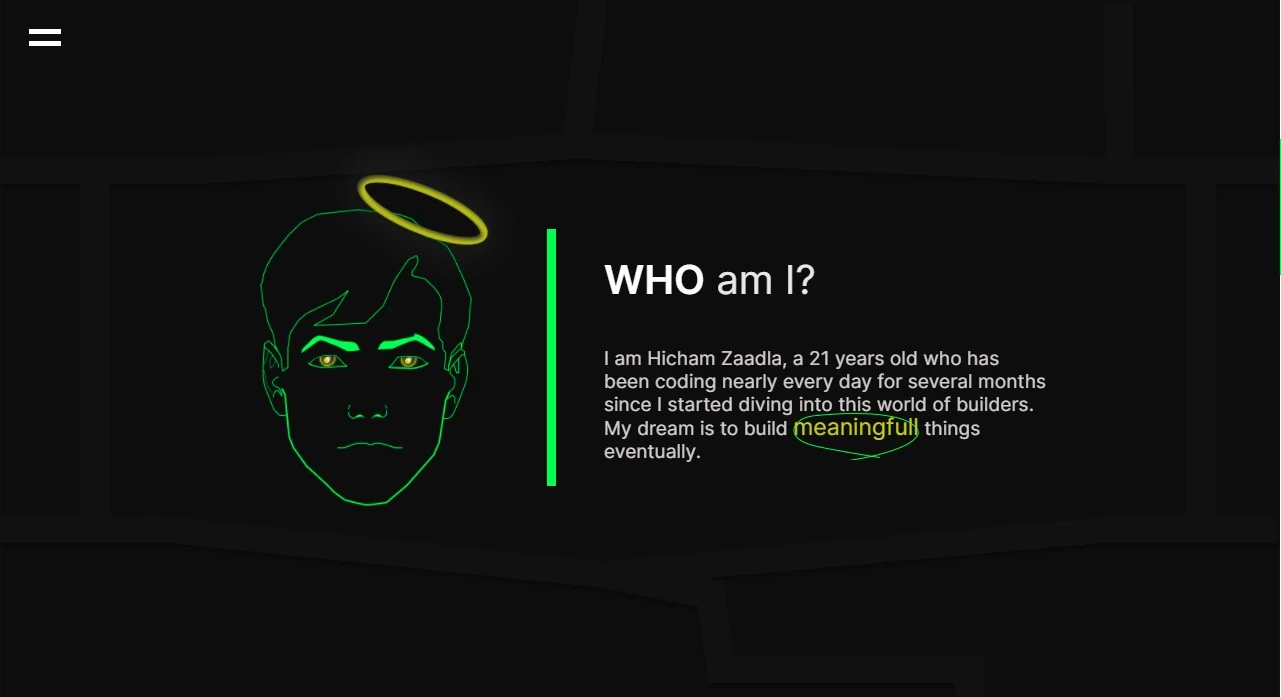 WHO am I?
I am Hicham Zaadla, a 21 years old who has
been coding nearly every day for several months
since I started diving into this world of builders.
My dream is to build meaningfull things
eventually.